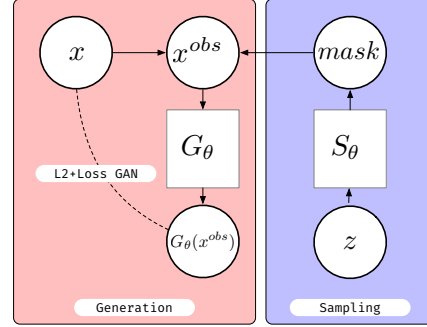 x
x^{obs}
mask
G_θ
S_θ
L2+Loss GAN
G_θ(x^{obs})
z
Generation
Sampling